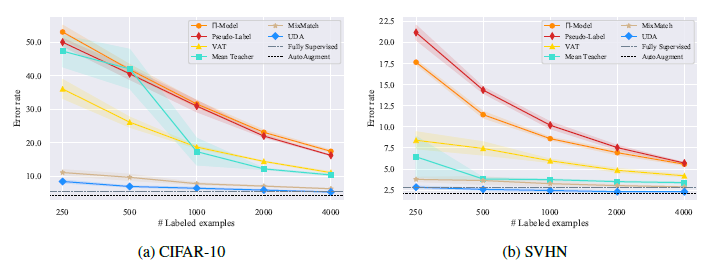 Π-Model
Pseudo-Label
VAT
Mean Teacher
MixMatch
UDA
Fully Supervised
AutoAugment
50.0
40.0
30.0
20.0
10.0
Error rate
250 500 1000 2000 4000
# Labeled examples
(a) CIFAR-10
Π-Model
Pseudo-Label
VAT
Mean Teacher
MixMatch
UDA
Fully Supervised
AutoAugment
22.5
20.0
17.5
15.0
12.5
10.0
7.5
5.0
2.5
Error rate
250 500 1000 2000 4000
# Labeled examples
(b) SVHN